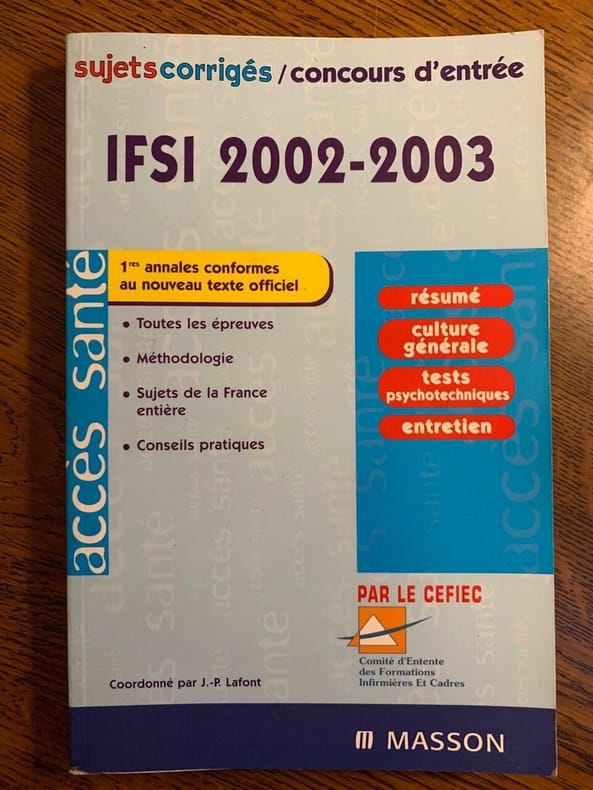 sujetscorrigés / concours d'entrée
IFSI 2002-2003
accès santé
1res annales conformes
au nouveau texte officiel
• Toutes les épreuves
• Méthodologie
• Sujets de la France
entière
• Conseils pratiques
résumé
culture
générale
tests
psychotechniques
entretien
PAR LE CEFIEC
Comité d'Entente
des Formations
Infirmières Et Cadres
Coordonné par J.-P. Lafont
MASSON